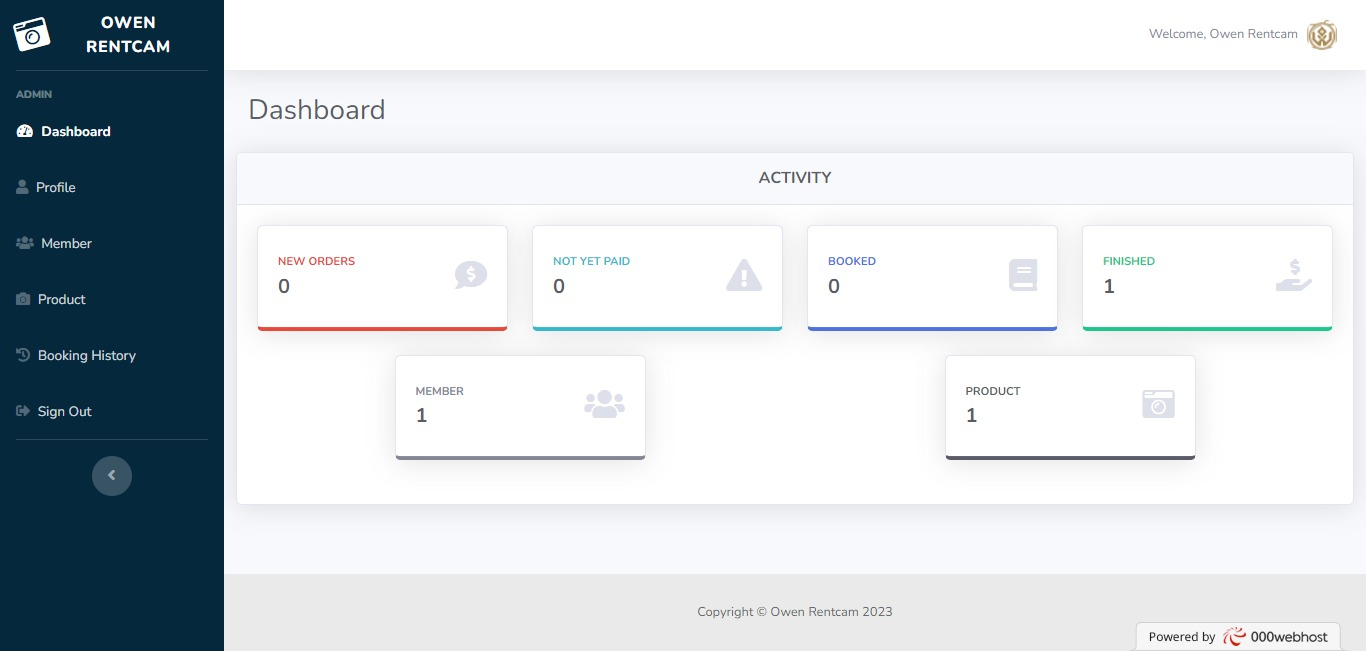 OWEN
RENTCAM
Welcome, Owen Rentcam
ADMIN
Dashboard
Profile
Member
Product
Booking History
Sign Out
Dashboard
ACTIVITY
NEW ORDERS
0
NOT YET PAID
0
BOOKED
0
FINISHED
1
MEMBER
1
PRODUCT
1
Copyright © Owen Rentcam 2023
Powered by 000webhost